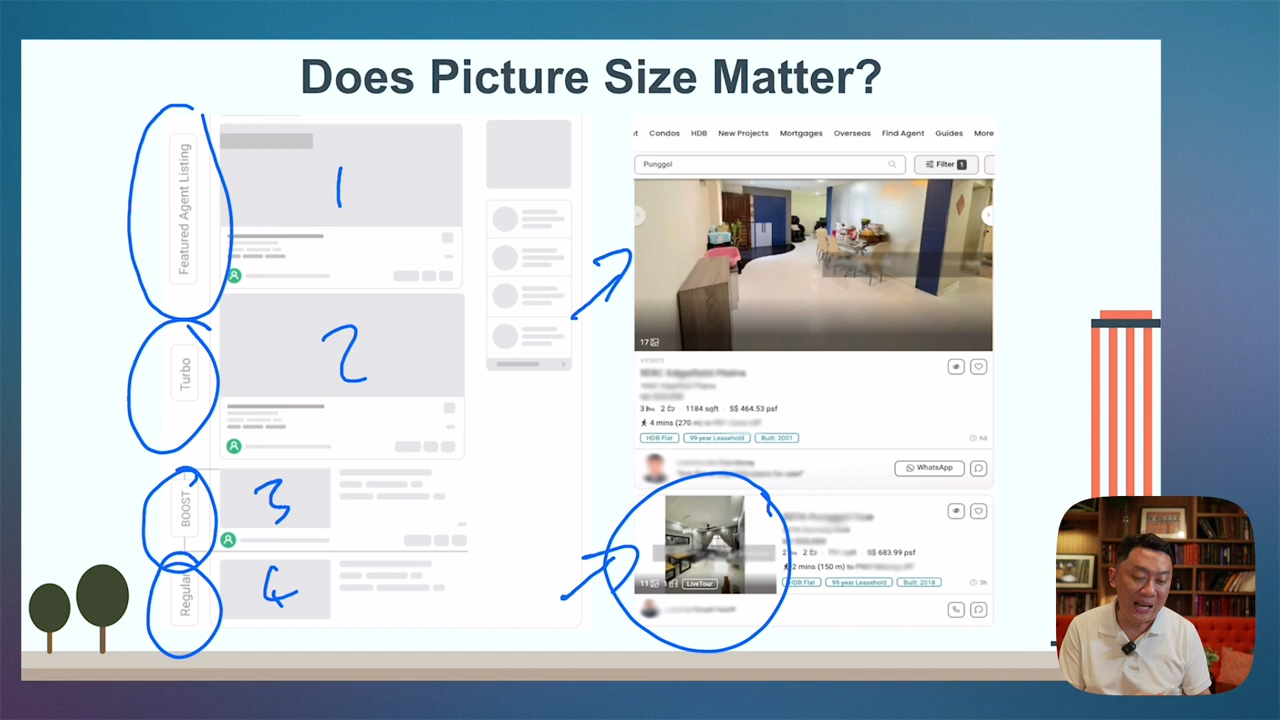 Does Picture Size Matter?
Featured Agent Listing
1
Turbo
2
BOOST
3
Regular
4
Condos HDB New Projects Mortgages Overseas Find Agent Guides More
Punggol
Filter 1
17
VIEWED
3 2 · 1184 sqft · S$ 464.53 psf
4 mins (270 m)
HDB Flat 99-year Leasehold Built: 2001
6d
WhatsApp
S$ 683.99 psf
2 mins (150 m)
HDB Flat 99-year Leasehold Built: 2018
3h
11 1 LiveTour